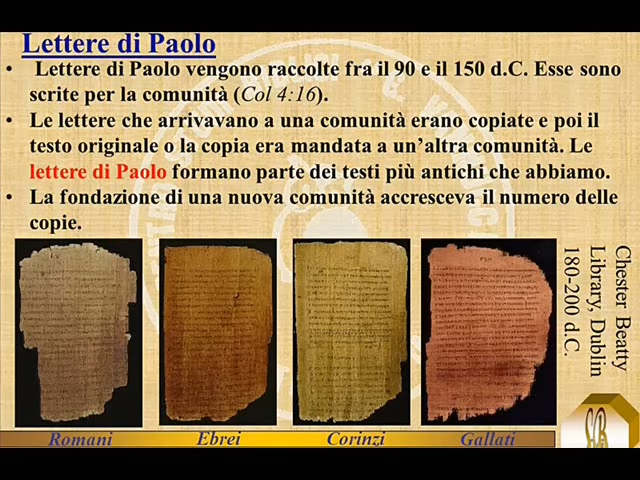 Lettere di Paolo
• Lettere di Paolo vengono raccolte fra il 90 e il 150 d.C. Esse sono
scrite per la comunità (Col 4:16).
• Le lettere che arrivavano a una comunità erano copiate e poi il
testo originale o la copia era mandata a un’altra comunità. Le
lettere di Paolo formano parte dei testi più antichi che abbiamo.
• La fondazione di una nuova comunità accresceva il numero delle
copie.
Chester Beatty
Library, Dublin
180-200 d.C.
Romani
Ebrei
Corinzi
Gallati